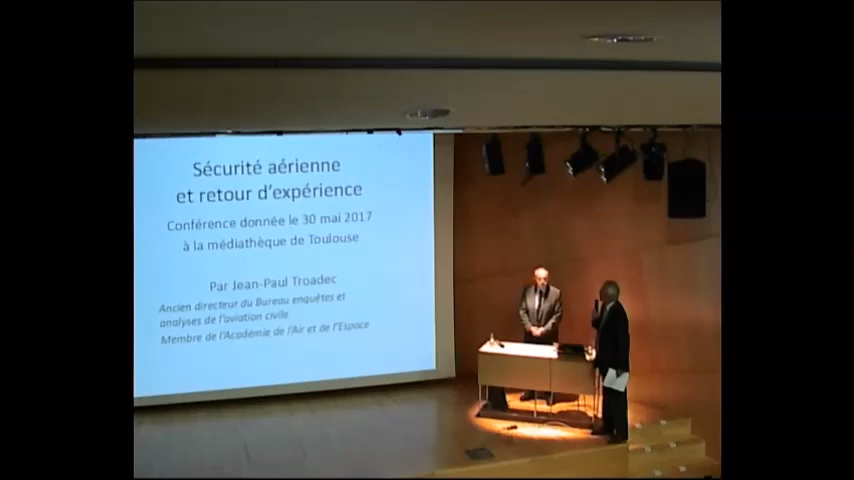 Sécurité aérienne
et retour d'expérience
Conférence donnée le 30 mai 2017
à la médiathèque de Toulouse
Par Jean-Paul Troadec
Ancien directeur du Bureau enquêtes et
analyses de l'aviation civile
Membre de l'Académie de l'Air et de l'Espace